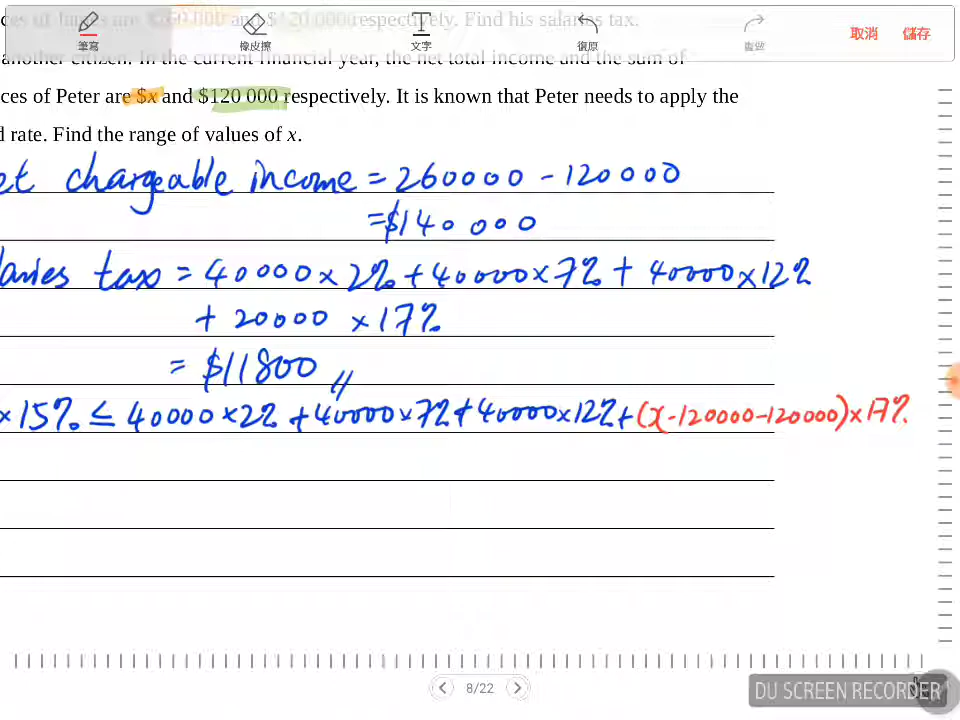 筆寫 橡皮擦 文字 復原 重做 取消 儲存
and $120 000 respectively. Find his salaries tax.
another citizen. In the current financial year, the net total income and the sum of
ces of Peter are $x and $120 000 respectively. It is known that Peter needs to apply the
d rate. Find the range of values of x.
et chargeable income = 260000 - 120000
= $140000
laries tax = 40000 × 2% + 40000 × 7% + 40000 × 12%
+ 20000 × 17%
= $11800 //
× 15% ≤ 40000 × 2% + 40000 × 7% + 40000 × 12% + (x - 120000 - 120000) × 17%
8/22
DU SCREEN RECORDER